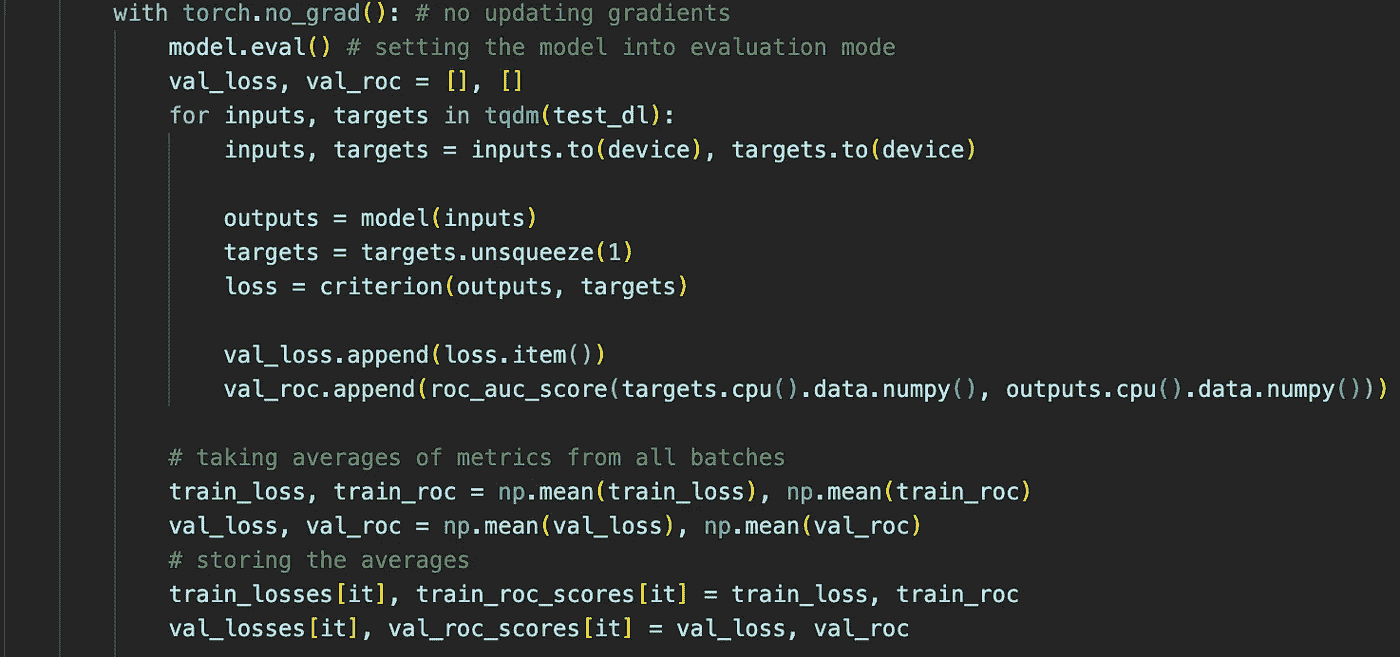 with torch.no_grad(): # no updating gradients
model.eval() # setting the model into evaluation mode
val_loss, val_roc = [], []
for inputs, targets in tqdm(test_dl):
inputs, targets = inputs.to(device), targets.to(device)
outputs = model(inputs)
targets = targets.unsqueeze(1)
loss = criterion(outputs, targets)
val_loss.append(loss.item())
val_roc.append(roc_auc_score(targets.cpu().data.numpy(), outputs.cpu().data.numpy()))
# taking averages of metrics from all batches
train_loss, train_roc = np.mean(train_loss), np.mean(train_roc)
val_loss, val_roc = np.mean(val_loss), np.mean(val_roc)
# storing the averages
train_losses[it], train_roc_scores[it] = train_loss, train_roc
val_losses[it], val_roc_scores[it] = val_loss, val_roc